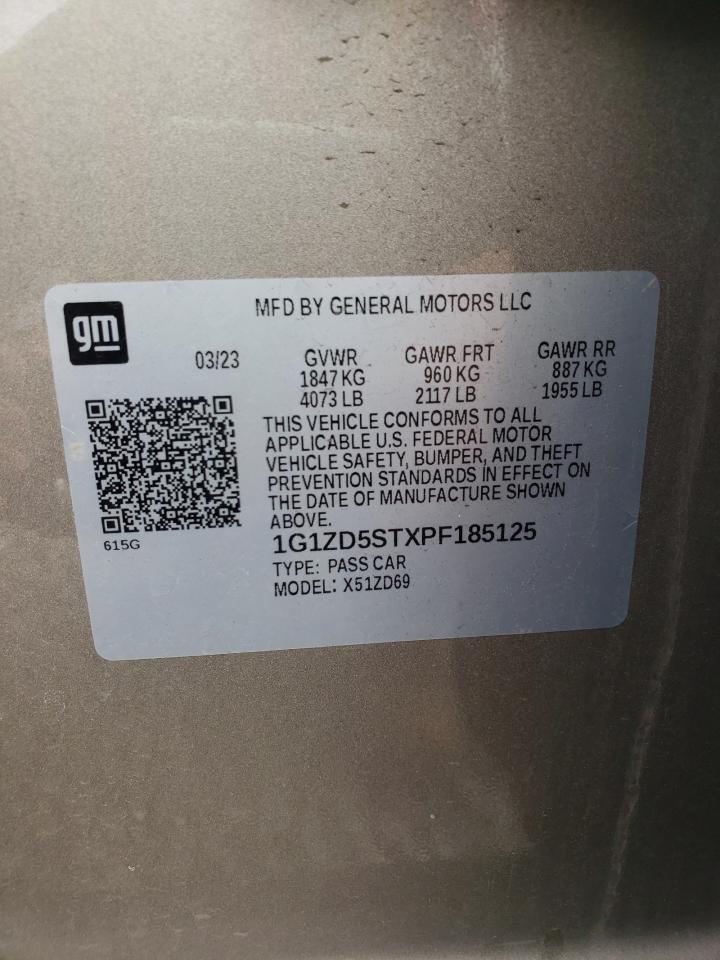 gm
MFD BY GENERAL MOTORS LLC
03/23 GVWR GAWR FRT GAWR RR
1847 KG 960 KG 887 KG
4073 LB 2117 LB 1955 LB
THIS VEHICLE CONFORMS TO ALL
APPLICABLE U.S. FEDERAL MOTOR
VEHICLE SAFETY, BUMPER, AND THEFT
PREVENTION STANDARDS IN EFFECT ON
THE DATE OF MANUFACTURE SHOWN
ABOVE.
615G
1G1ZD5STXPF185125
TYPE: PASS CAR
MODEL: X51ZD69